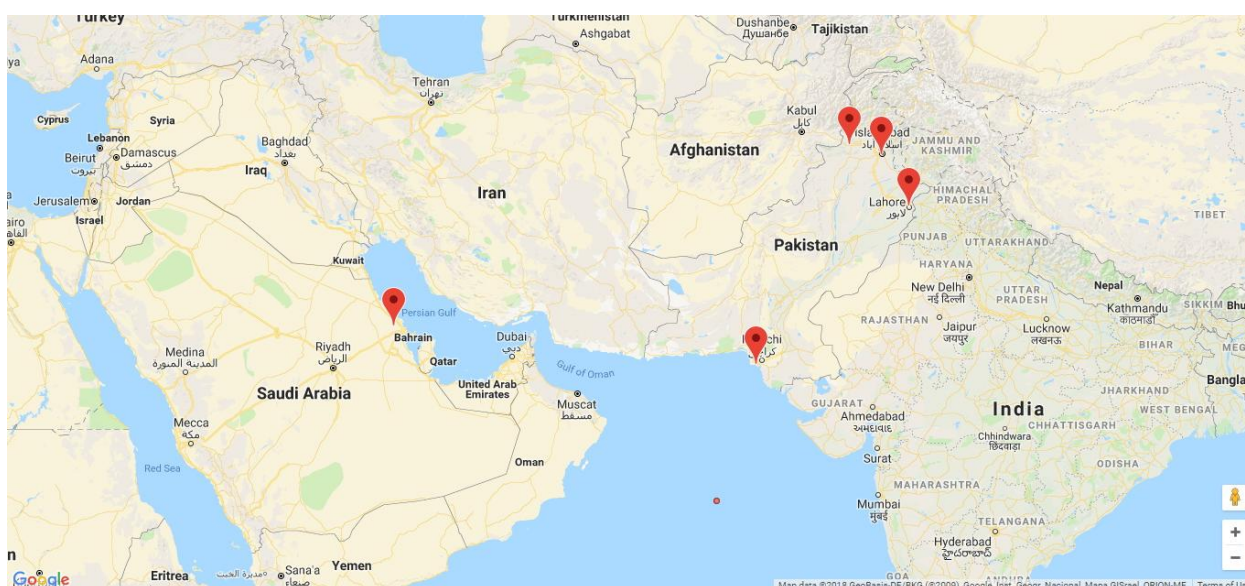 Turkey
Turkmenistan
Ashgabat
Dushanbe
Душанбе
Tajikistan
Adana
Tehran
تهران
Cyprus
Syria
Lebanon
Beirut
بيروت
Damascus
دمشق
Baghdad
بغداد
Iraq
Iran
Kabul
کابل
Afghanistan
اسلام آباد
JAMMU AND
KASHMIR
Jerusalem
Jordan
Israel
Lahore
لاہور
HIMACHAL
PRADESH
TIBET
Kuwait
Pakistan
PUNJAB
UTTARAKHAND
HARYANA
New Delhi
नई दिल्ली
UTTAR
PRADESH
Nepal
Kathmandu
काठमाडौं
SIKKIM
Persian Gulf
Bahrain
Dubai
دبي
RAJASTHAN
Jaipur
जयपुर
Lucknow
लखनऊ
BIHAR
Medina
المدينة المنورة
Riyadh
الرياض
Qatar
Gulf of Oman
United Arab
Emirates
Saudi Arabia
Muscat
مسقط
JHARKHAND
GUJARAT
Ahmedabad
અમદાવાદ
India
WEST BENGAL
CHHATTISGARH
Mecca
مكة
Chhindwara
छिंदवाड़ा
Surat
ODISHA
Red Sea
Oman
MAHARASHTRA
Mumbai
मुंबई
TELANGANA
Hyderabad
హైదరాబాద్
Yemen
Sana'a
صنعاء
Eritrea
Google
GOA